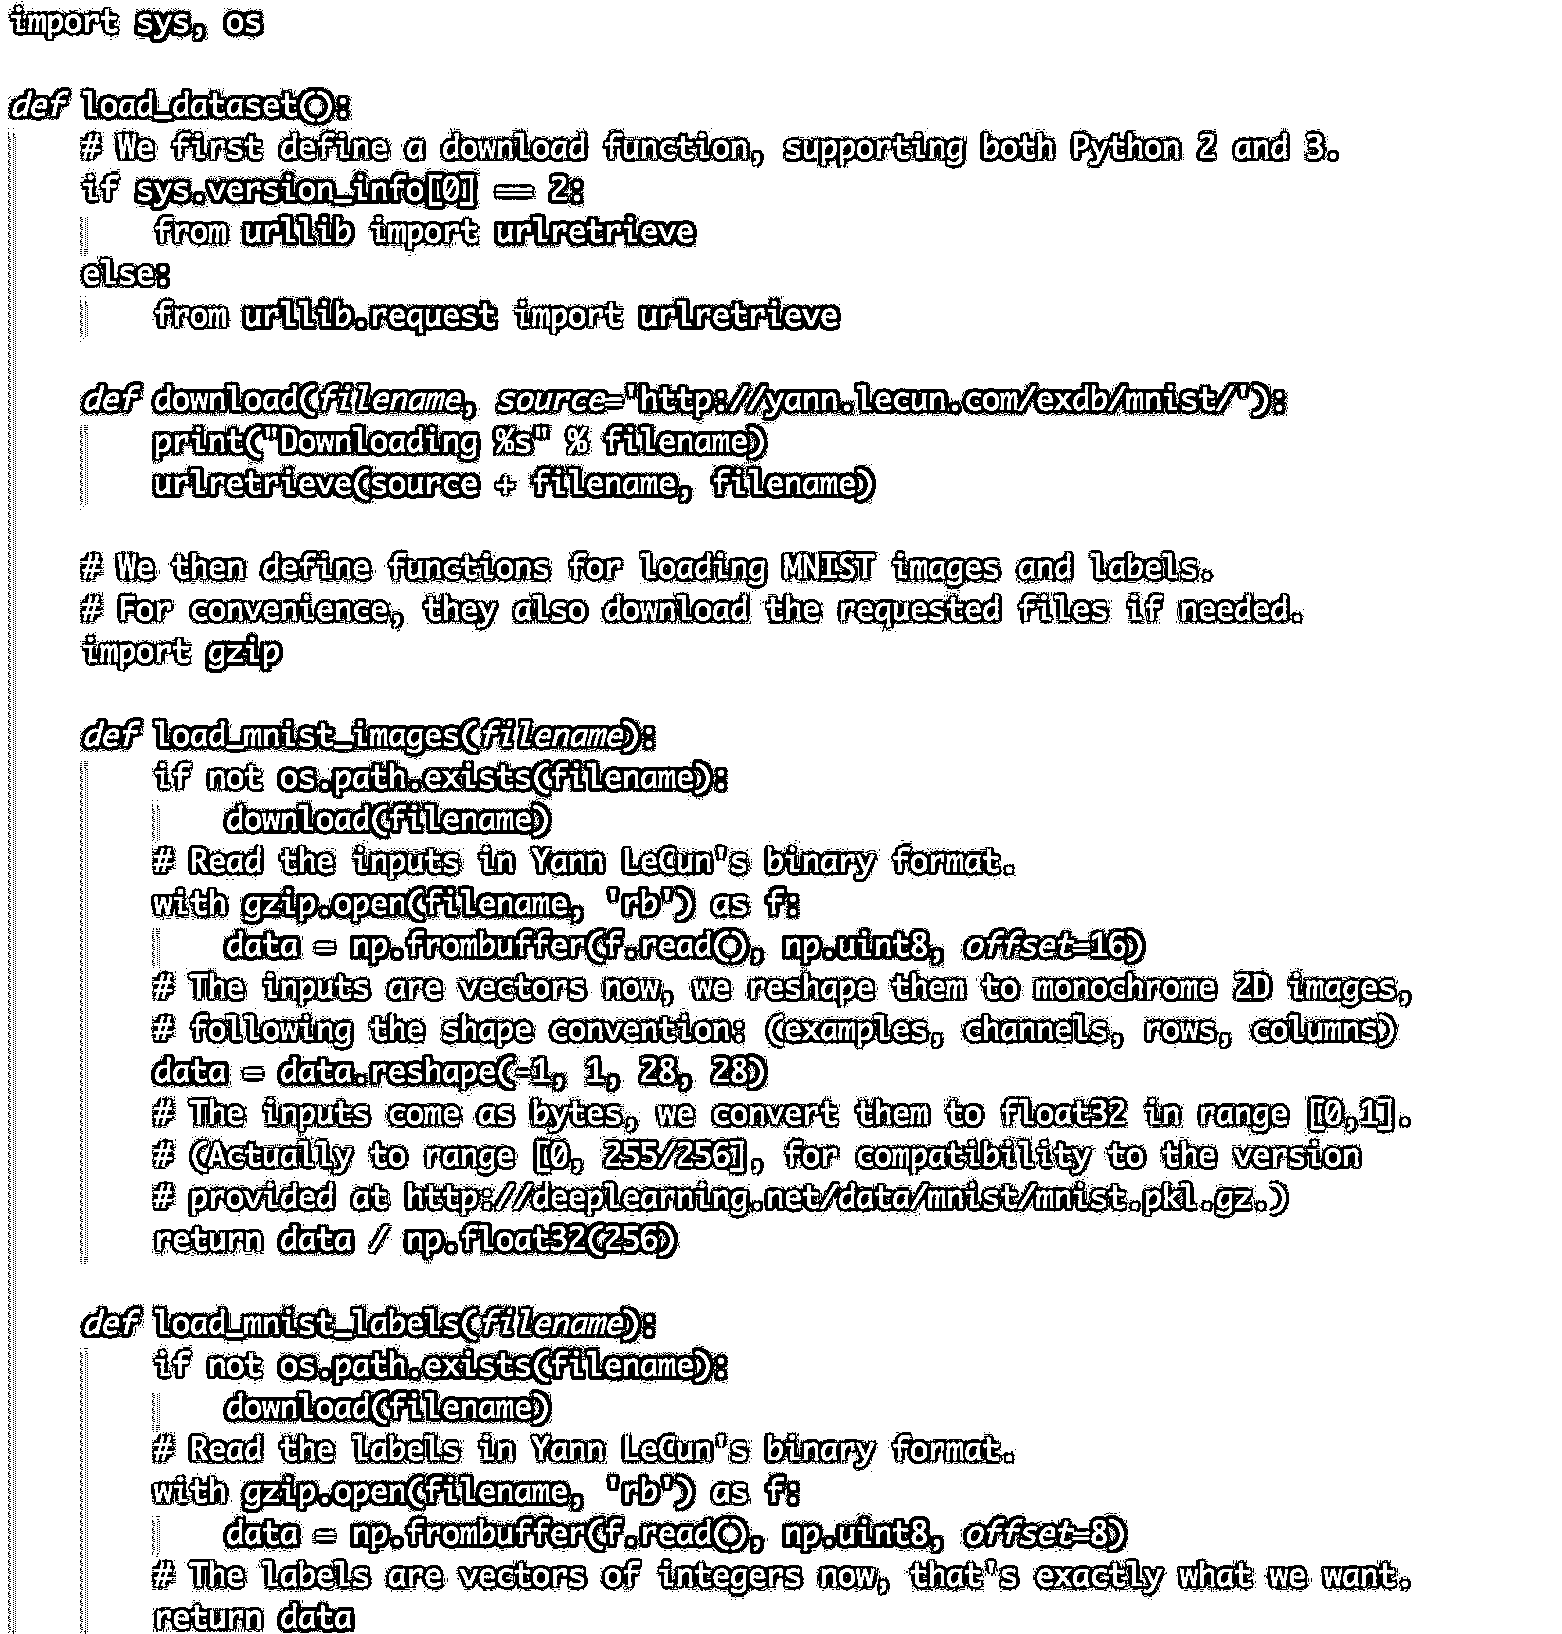 import sys, os
def load_dataset():
# We first define a download function, supporting both Python 2 and 3.
if sys.version_info[0] == 2:
from urllib import urlretrieve
else:
from urllib.request import urlretrieve
def download(filename, source='http://yann.lecun.com/exdb/mnist/'):
print("Downloading %s" % filename)
urlretrieve(source + filename, filename)
# We then define functions for loading MNIST images and labels.
# For convenience, they also download the requested files if needed.
import gzip
def load_mnist_images(filename):
if not os.path.exists(filename):
download(filename)
# Read the inputs in Yann LeCun's binary format.
with gzip.open(filename, 'rb') as f:
data = np.frombuffer(f.read(), np.uint8, offset=16)
# The inputs are vectors now, we reshape them to monochrome 2D images,
# following the shape convention: (examples, channels, rows, columns)
data = data.reshape(-1, 1, 28, 28)
# The inputs come as bytes, we convert them to float32 in range [0,1].
# (Actually to range [0, 255/256], for compatibility to the version
# provided at http://deeplearning.net/data/mnist/mnist.pkl.gz.)
return data / np.float32(256)
def load_mnist_labels(filename):
if not os.path.exists(filename):
download(filename)
# Read the labels in Yann LeCun's binary format.
with gzip.open(filename, 'rb') as f:
data = np.frombuffer(f.read(), np.uint8, offset=8)
# The labels are vectors of integers now, that's exactly what we want.
return data